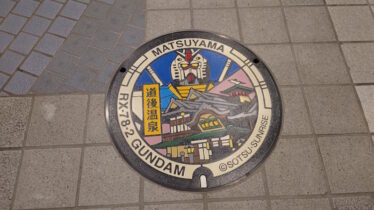 MATSUYAMA
道後温泉
RX-78-2 GUNDAM
©SOTSU・SUNRISE